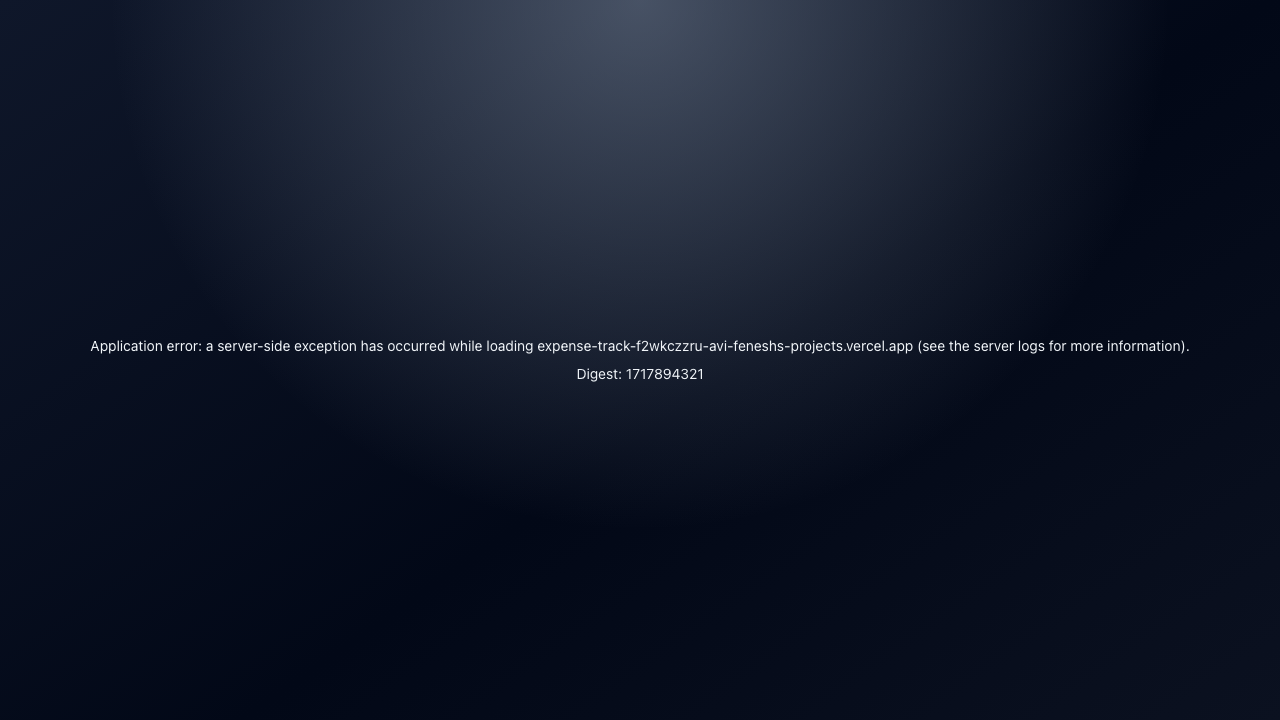 Application error: a server-side exception has occurred while loading expense-track-f2wkczzru-avi-feneshs-projects.vercel.app (see the server logs for more information).
Digest: 1717894321